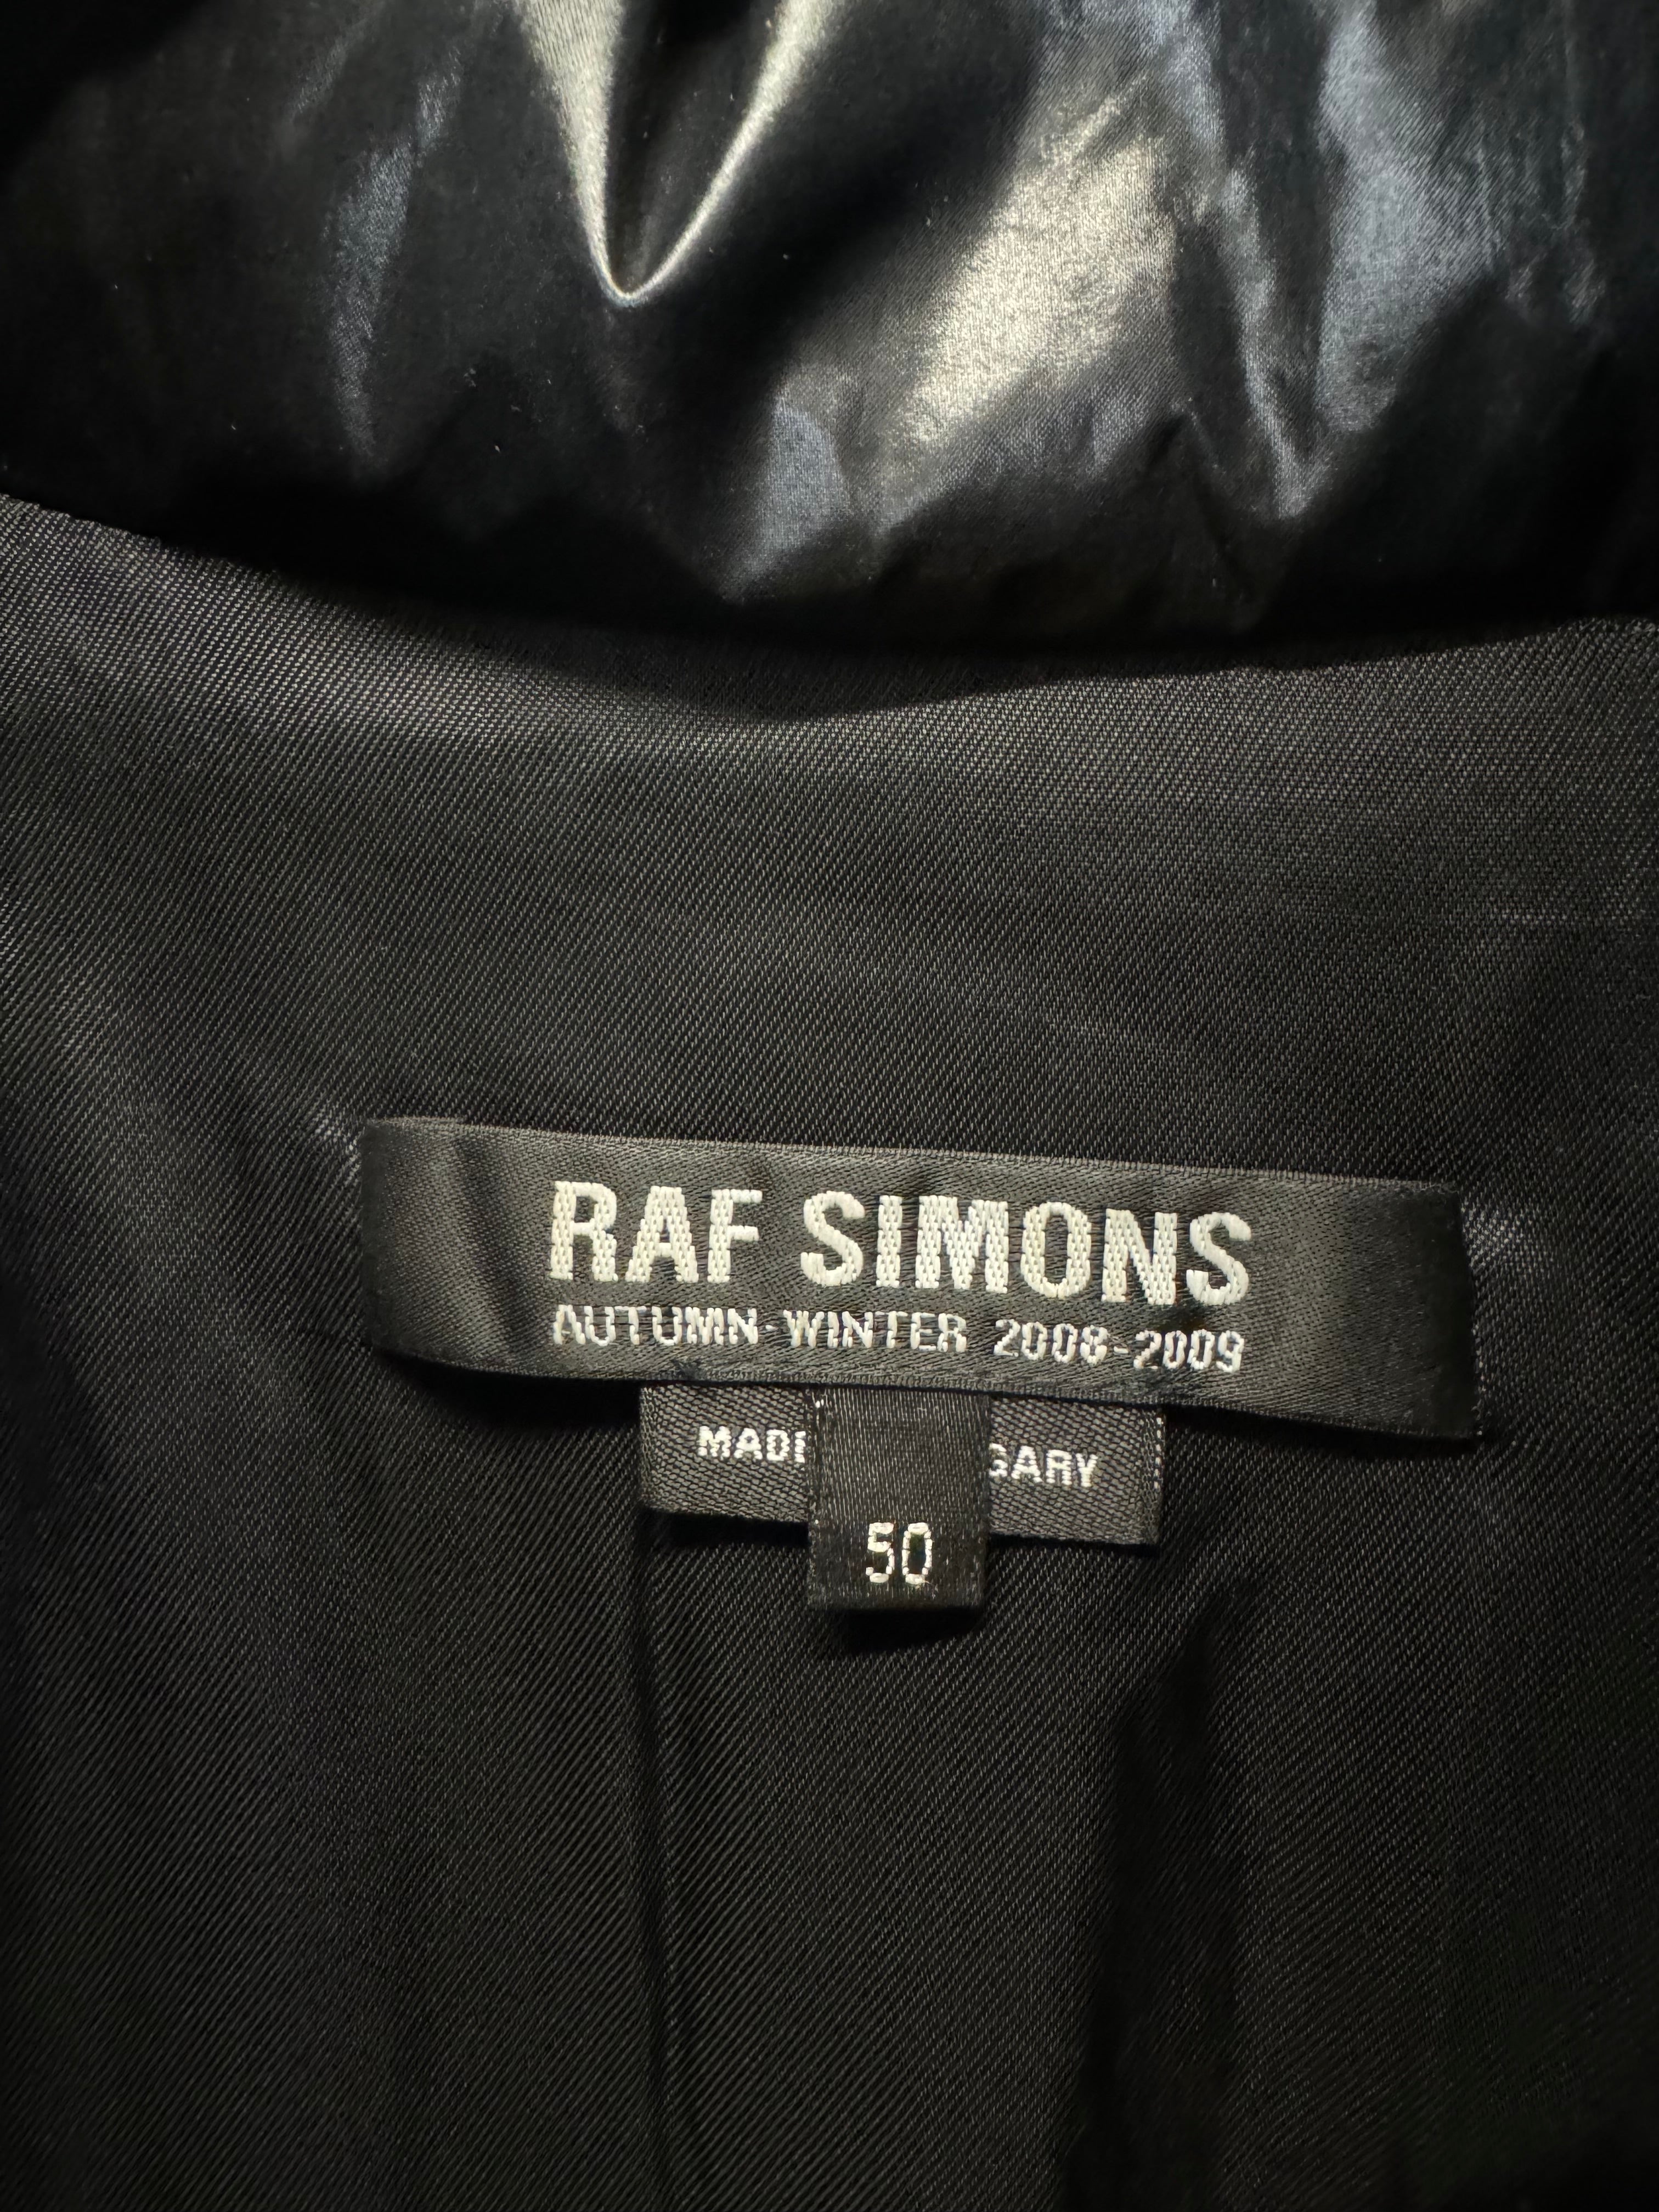 RAF SIMONS
AUTUMN-WINTER 2008-2009
MADE GARY
50